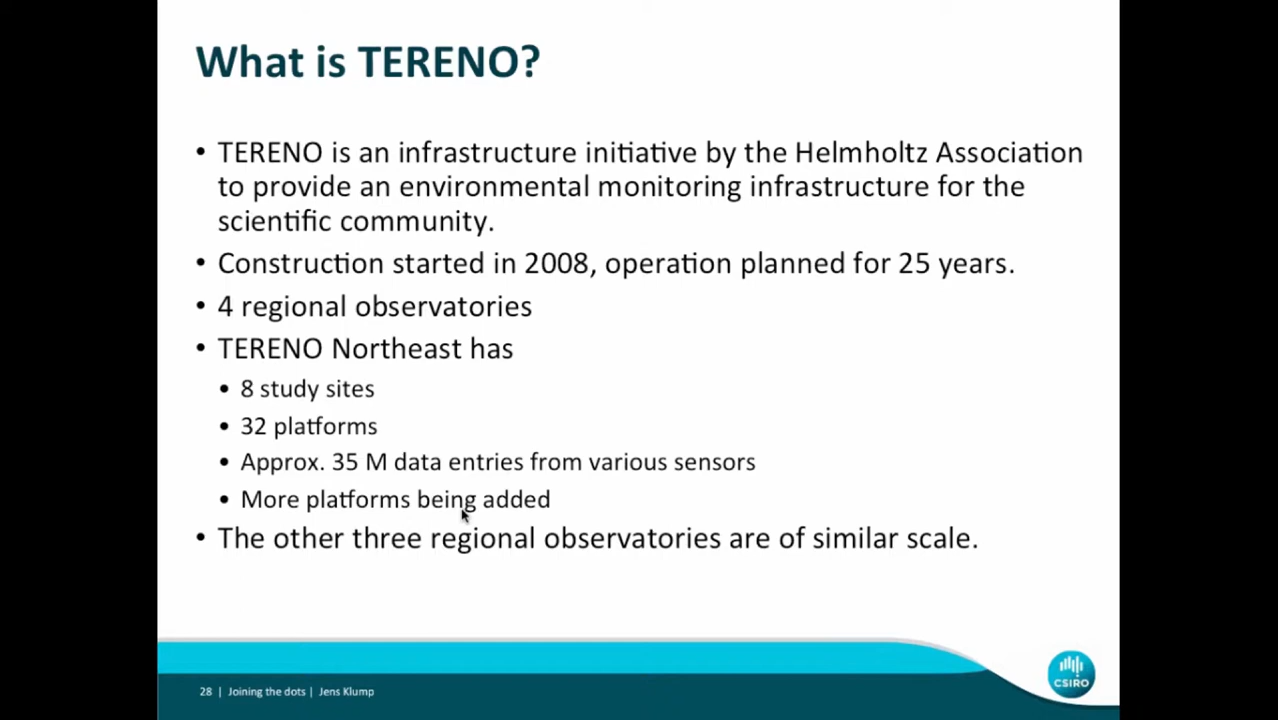 What is TERENO?
• TERENO is an infrastructure initiative by the Helmholtz Association
to provide an environmental monitoring infrastructure for the
scientific community.
• Construction started in 2008, operation planned for 25 years.
• 4 regional observatories
• TERENO Northeast has
• 8 study sites
• 32 platforms
• Approx. 35 M data entries from various sensors
• More platforms being added
• The other three regional observatories are of similar scale.
28 | Joining the dots | Jens Klump
CSIRO